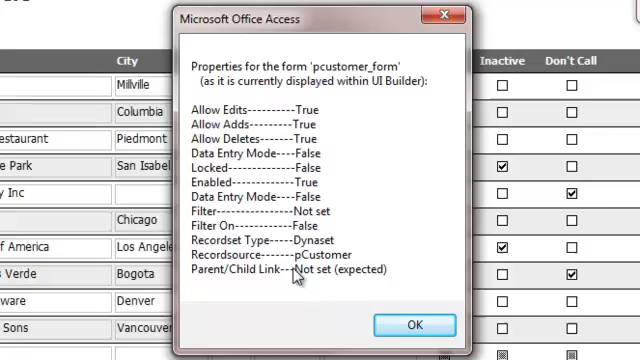 Microsoft Office Access
City
Inactive
Don't Call
Properties for the form 'pcustomer_form'
(as it is currently displayed within UI Builder):
Millville
Allow Edits----------True
Columbia
Allow Adds-----------True
estaurant
Piedmont
Allow Deletes-------True
Data Entry Mode----False
e Park
San Isabel
Locked--------------False
Enabled-------------True
y Inc
Data Entry Mode----False
Filter----------------Not set
Chicago
Filter On------------False
of America
Los Angeles
Recordset Type-----Dynaset
Recordsource-------pCustomer
s Verde
Bogota
Parent/Child Link---Not set (expected)
ware
Denver
Sons
Vancouver
OK